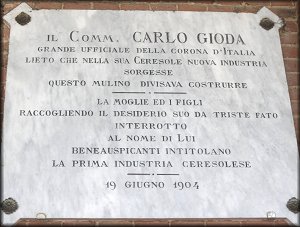 IL COMM. CARLO GIODA
GRANDE UFFICIALE DELLA CORONA D'ITALIA
LIETO CHE NELLA SUA CERESOLE NUOVA INDUSTRIA
SORGESSE
QUESTO MULINO DIVISAVA COSTRURRE
LA MOGLIE ED I FIGLI
RACCOGLIENDO IL DESIDERIO SUO DA TRISTE FATO
INTERROTTO
AL NOME DI LUI
BENEAUSPICANTI INTITOLANO
LA PRIMA INDUSTRIA CERESOLESE
19 GIUGNO 1904